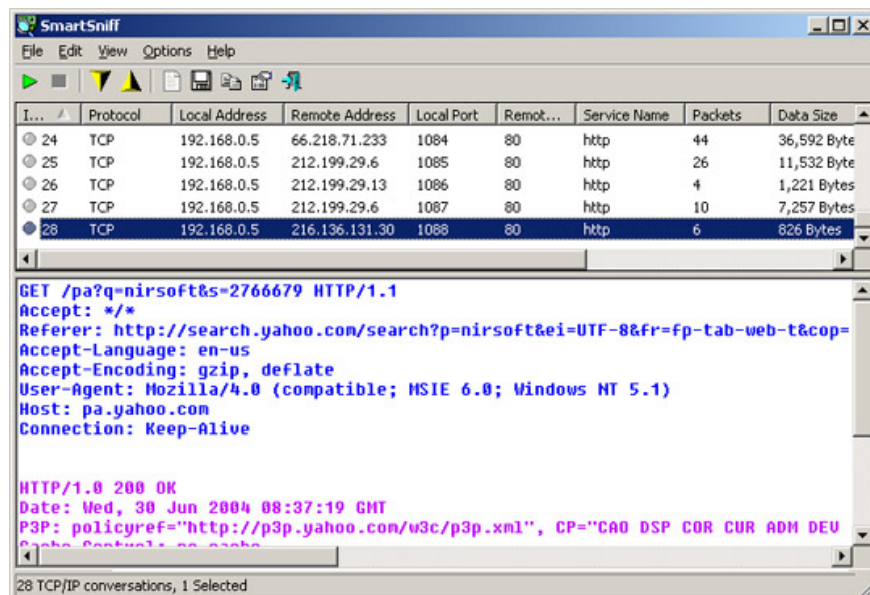 SmartSniff
File Edit View Options Help
I... Protocol Local Address Remote Address Local Port Remot... Service Name Packets Data Size
24 TCP 192.168.0.5 66.218.71.233 1084 80 http 44 36,592 Byte
25 TCP 192.168.0.5 212.199.29.6 1085 80 http 26 11,532 Byte
26 TCP 192.168.0.5 212.199.29.13 1086 80 http 4 1,221 Bytes
27 TCP 192.168.0.5 212.199.29.6 1087 80 http 10 7,257 Bytes
28 TCP 192.168.0.5 216.136.131.30 1088 80 http 6 826 Bytes
GET /pa?q=nirsoft&s=2766679 HTTP/1.1
Accept: */*
Referer: http://search.yahoo.com/search?p=nirsoft&ei=UTF-8&fr=fp-tab-web-t&cop=
Accept-Language: en-us
Accept-Encoding: gzip, deflate
User-Agent: Mozilla/4.0 (compatible; MSIE 6.0; Windows NT 5.1)
Host: pa.yahoo.com
Connection: Keep-Alive
HTTP/1.0 200 OK
Date: Wed, 30 Jun 2004 08:37:19 GMT
P3P: policyref="http://p3p.yahoo.com/w3c/p3p.xml", CP="CAO DSP COR CUR ADM DEV
Cache-Control: no-cache
28 TCP/IP conversations, 1 Selected